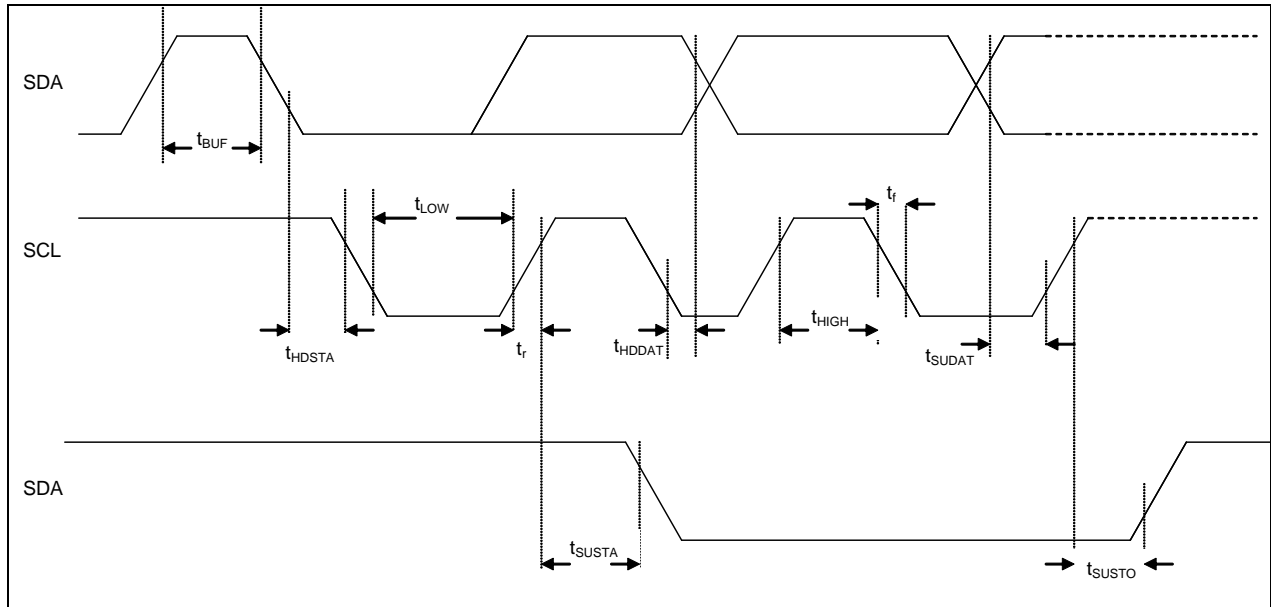 SDA
tBUF
tLOW
tf
SCL
tHDSTA
tr
tHDDAT
tHIGH
tSUDAT
SDA
tSUSTA
tSUSTO